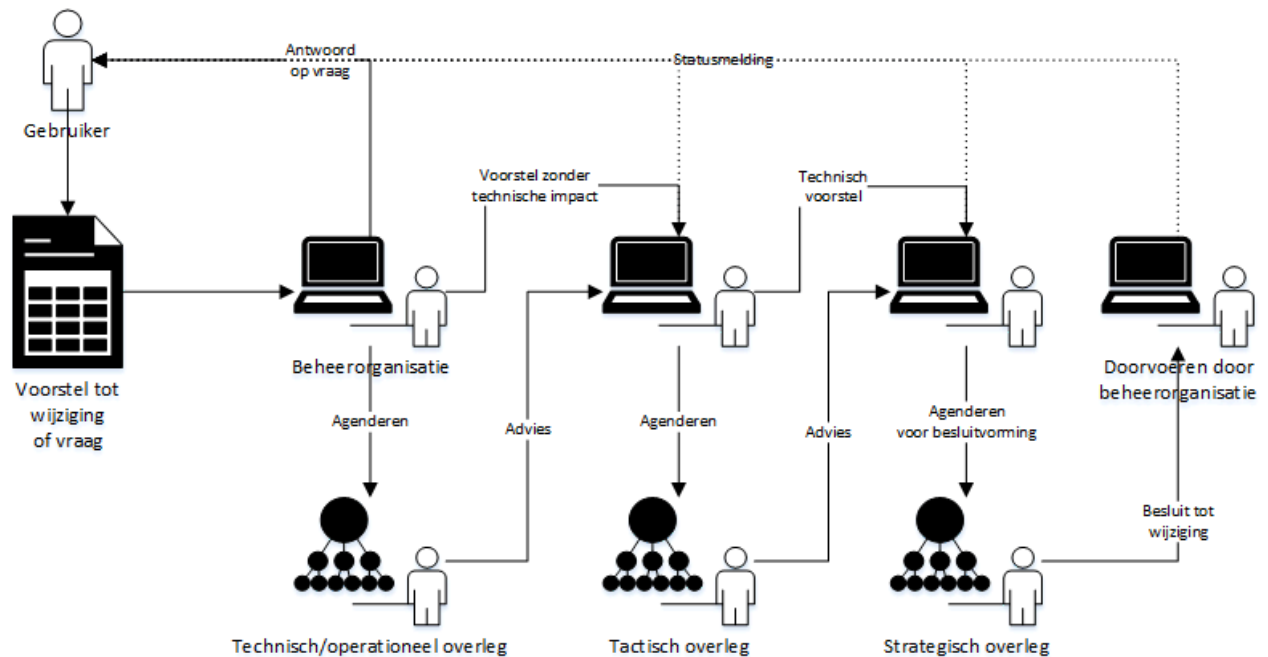 Antwoord
op vraag
Statusmelding
Gebruiker
Voorstel zonder
technische impact
Technisch
voorstel
Beheerorganisatie
Doorvoeren door
beheerorganisatie
Voorstel tot
wijziging
of vraag
Agenderen
Advies
Agenderen
Advies
Agenderen
voor besluitvorming
Besluit tot
wijziging
Technisch/operationeel overleg
Tactisch overleg
Strategisch overleg